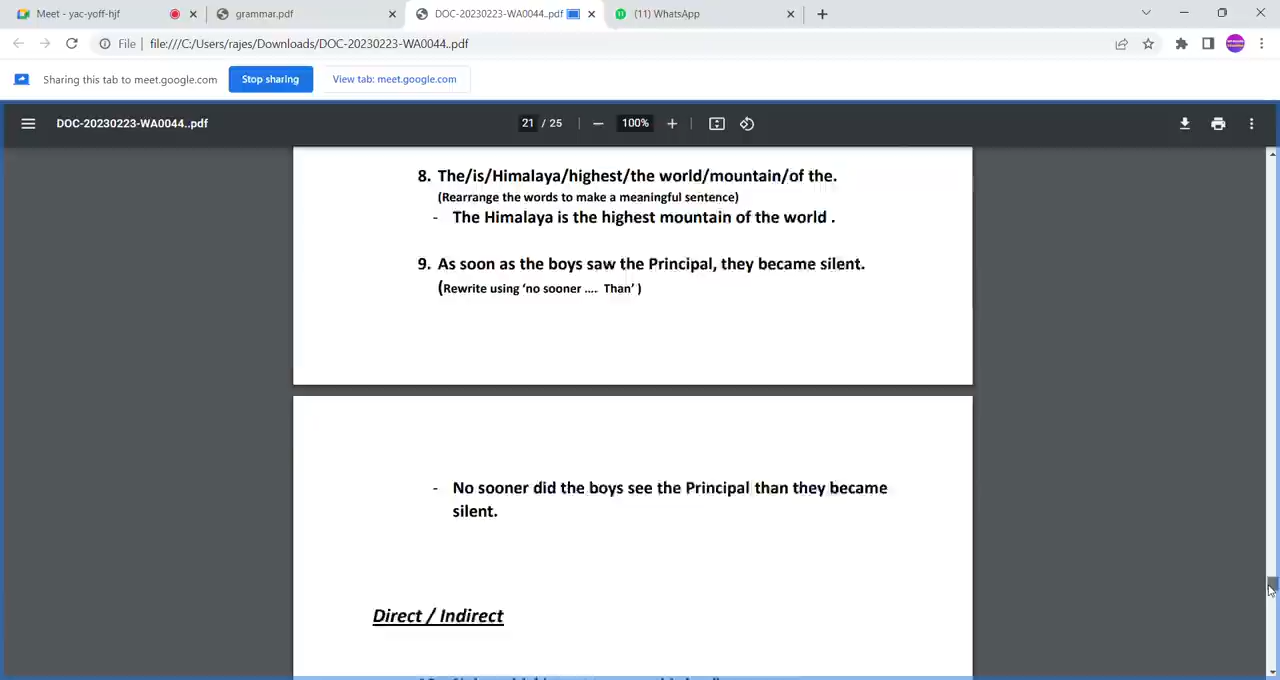 Meet - yac-yoff-hjf
grammar.pdf
DOC-20230223-WA0044..pdf
(11) WhatsApp
File
file:///C:/Users/rajes/Downloads/DOC-20230223-WA0044..pdf
Sharing this tab to meet.google.com
Stop sharing
View tab: meet.google.com
DOC-20230223-WA0044..pdf
21 / 25
100%
8. The/is/Himalaya/highest/the world/mountain/of the.
(Rearrange the words to make a meaningful sentence)
- The Himalaya is the highest mountain of the world .
9. As soon as the boys saw the Principal, they became silent.
(Rewrite using ‘no sooner .... Than’ )
- No sooner did the boys see the Principal than they became
silent.
Direct / Indirect